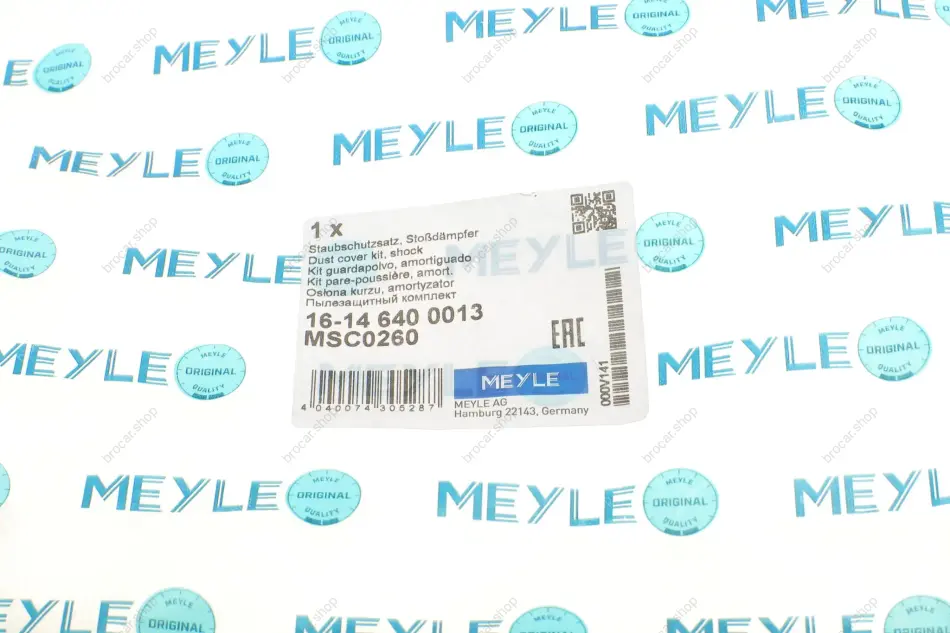 MEYLE ORIGINAL QUALITY
1 x
Staubschutzsatz, Stoßdämpfer
Dust cover kit, shock
Kit guardapolvo, amortiguado
Kit pare-poussière, amort.
Osłona kurzu, amortyzator
Пылезащитный комплект
16-14 640 0013
MSC0260
EAC
000V141
4 040074 305287
MEYLE
MEYLE AG
Hamburg 22143, Germany
brocar.shop